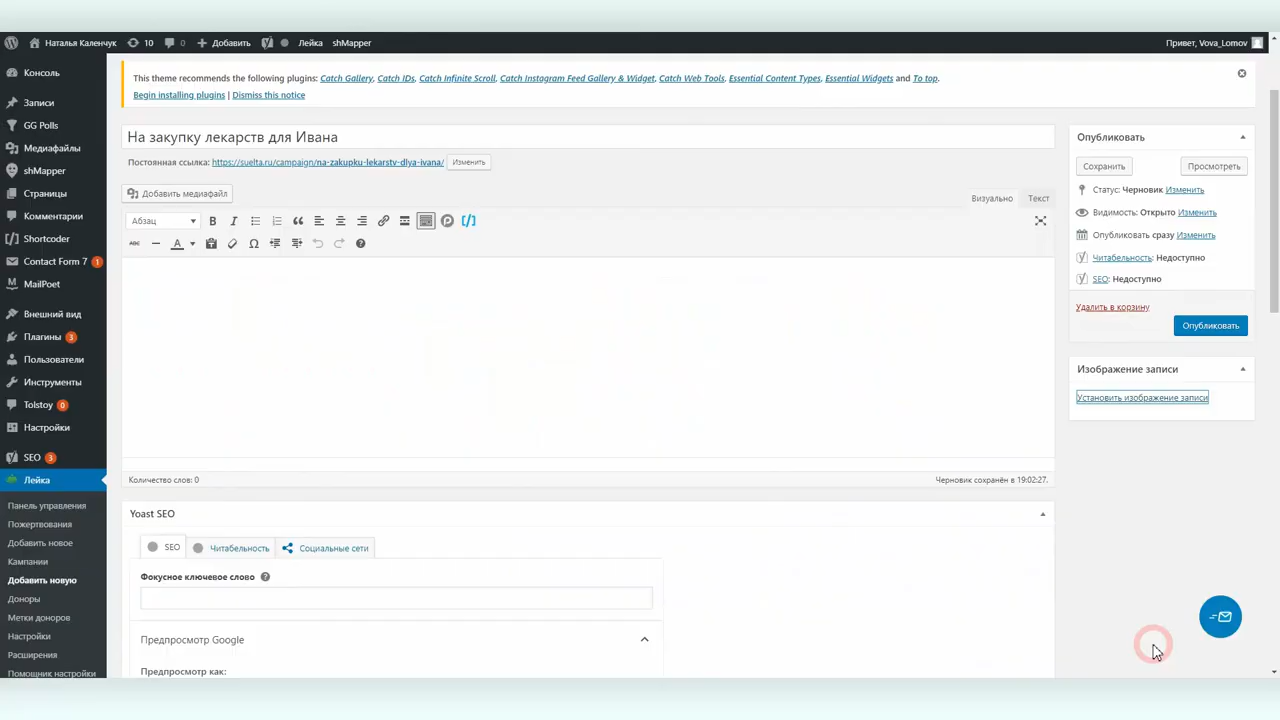 Наталья Каленчук 10 0 Добавить Лейка shMapper Привет, Vova_Lomov
Консоль
Записи
GG Polls
Медиафайлы
shMapper
Страницы
Комментарии
Shortcoder
Contact Form 7 1
MailPoet
Внешний вид
Плагины 3
Пользователи
Инструменты
Tolstoy 0
Настройки
SEO 3
Лейка
Панель управления
Пожертвования
Добавить новое
Кампании
Добавить новую
Доноры
Метки доноров
Настройки
Расширения
Помощник настройки
This theme recommends the following plugins: Catch Gallery, Catch IDs, Catch Infinite Scroll, Catch Instagram Feed Gallery & Widget, Catch Web Tools, Essential Content Types, Essential Widgets and To top.
Begin installing plugins | Dismiss this notice
На закупку лекарств для Ивана
Постоянная ссылка: https://suelta.ru/campaign/na-zakupku-lekarstv-dlya-ivana/ Изменить
Добавить медиафайл
Визуально Текст
Абзац
ABC
Количество слов: 0 Черновик сохранён в 19:02:27.
Yoast SEO
SEO Читабельность Социальные сети
Фокусное ключевое слово
Предпросмотр Google
Предпросмотр как:
Опубликовать
Сохранить Просмотреть
Статус: Черновик Изменить
Видимость: Открыто Изменить
Опубликовать сразу Изменить
Читабельность: Недоступно
SEO: Недоступно
Удалить в корзину
Опубликовать
Изображение записи
Установить изображение записи